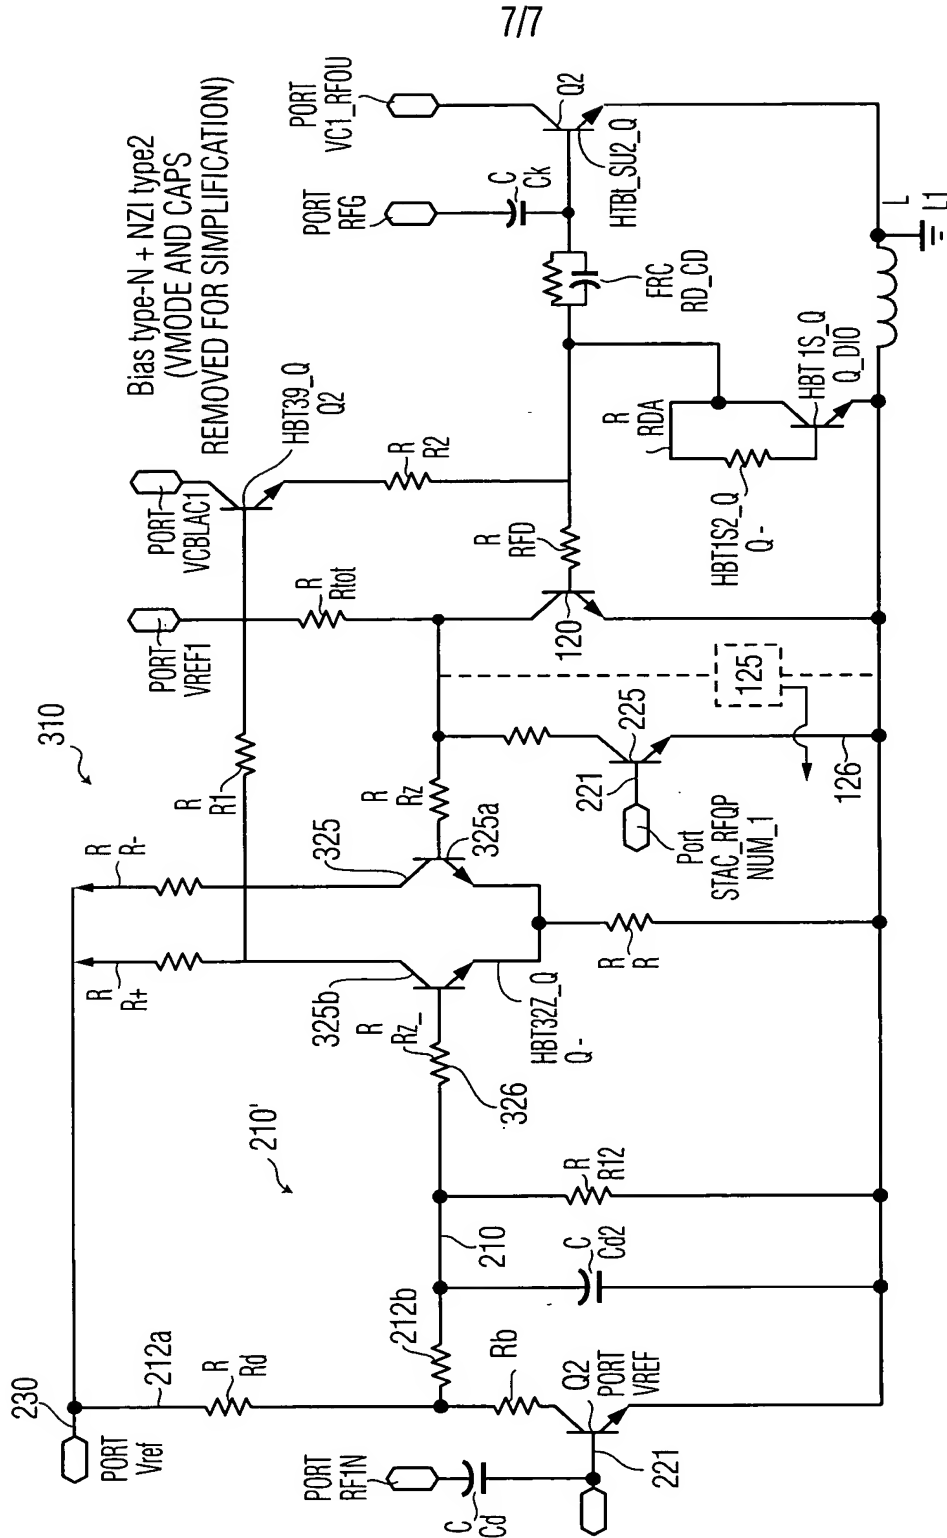 7/7
Bias type-N + NZI type2
(VMODE AND CAPS
REMOVED FOR SIMPLIFICATION)
PORT
VC1_RFOU
Q2
HTBt_SU2_Q
PORT
RFG
C
Ck
FRC
RD_CD
L
L1
PORT
VCBLAC1
HBT39_Q
Q2
R
R2
R
RDA
HBT1S2_Q
Q -
HBT 1S_Q
Q_DIO
R
RFD
PORT
VREF1
R
Rtot
120
125
310
R
R1
R
Rz
225
221
126
Port
STAC_RFQP
NUM_1
R
R-
325
325a
R
R+
325b
R
R
HBT32Z_Q
Q -
R
Rz_
326
210'
210
R
R12
C
Cd2
230
PORT
Vref
212a
R
Rd
212b
Rb
Q2
PORT
VREF
PORT
RF1N
C
Cd
221